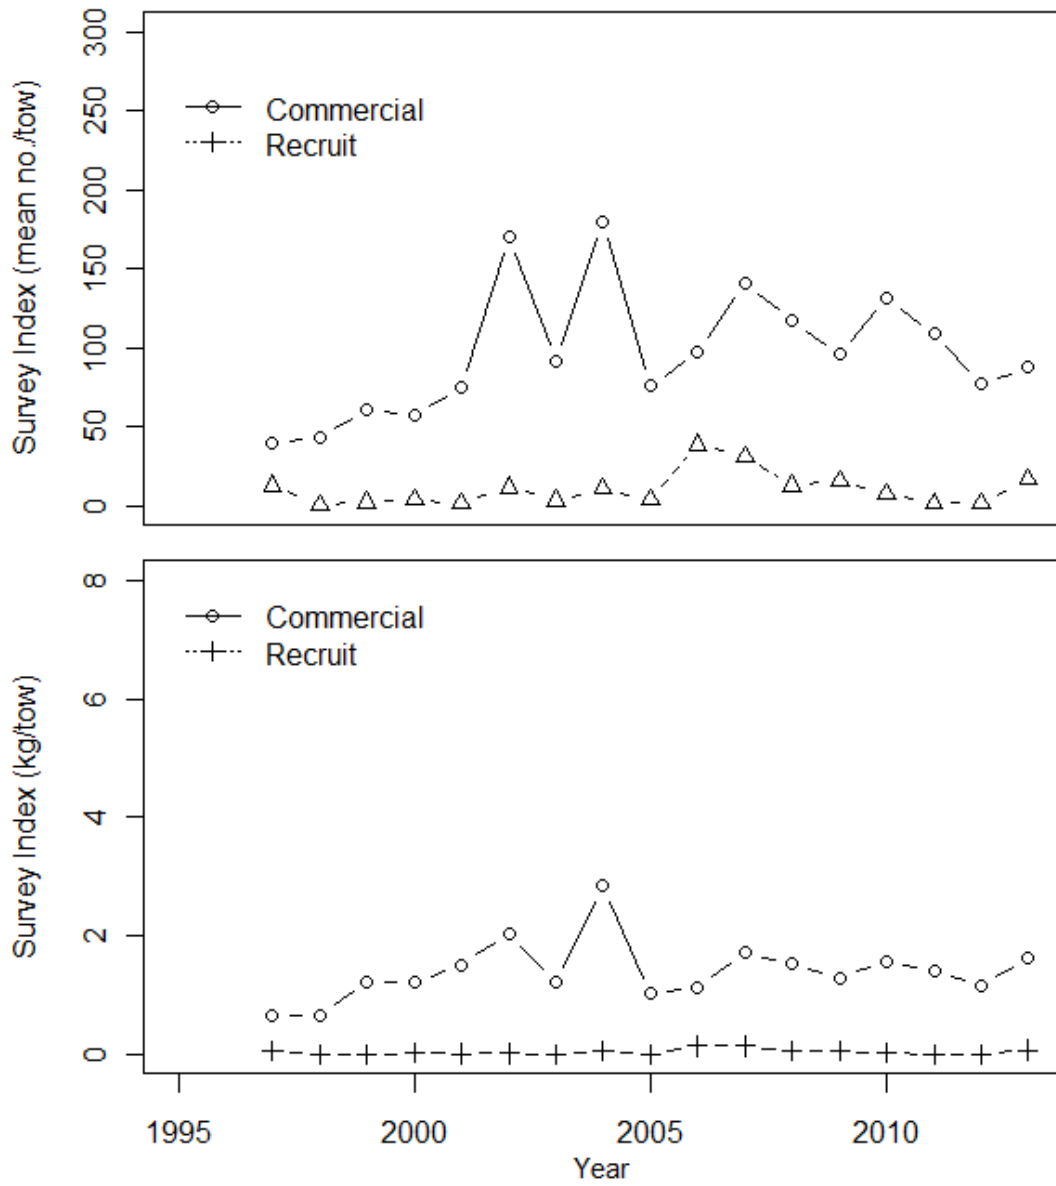 Survey Index (mean no./tow)
300
250
200
150
100
50
0
Commercial
Recruit
Survey Index (kg/tow)
8
6
4
2
0
Commercial
Recruit
1995 2000 2005 2010
Year